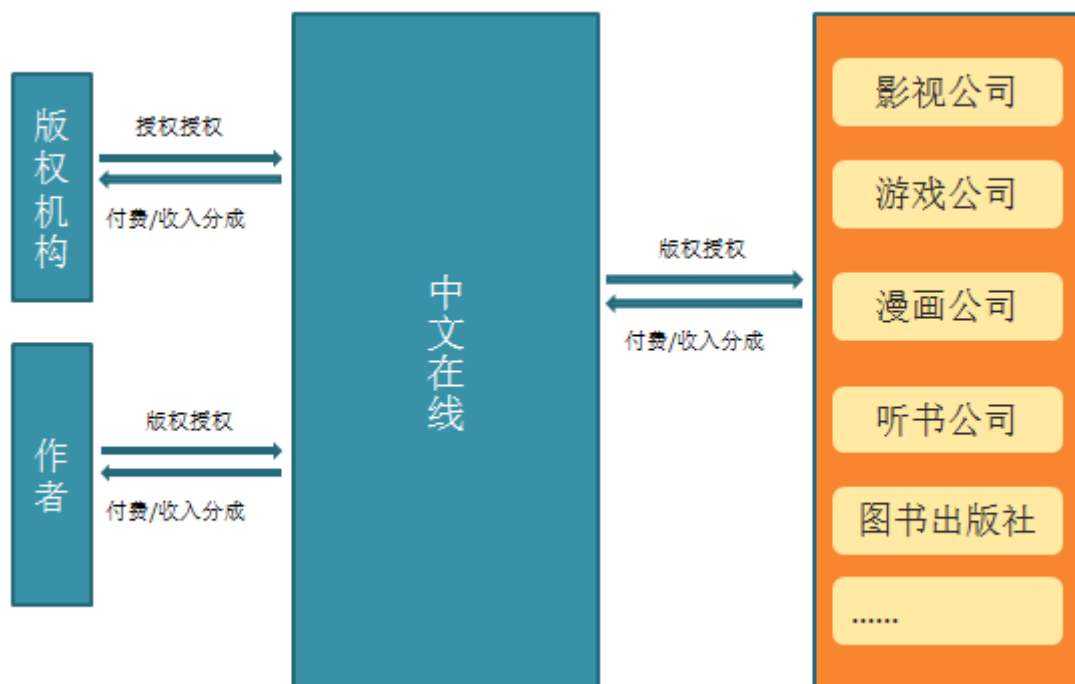 版权机构
授权授权
付费/收入分成
作者
版权授权
付费/收入分成
中文在线
版权授权
付费/收入分成
影视公司
游戏公司
漫画公司
听书公司
图书出版社
......